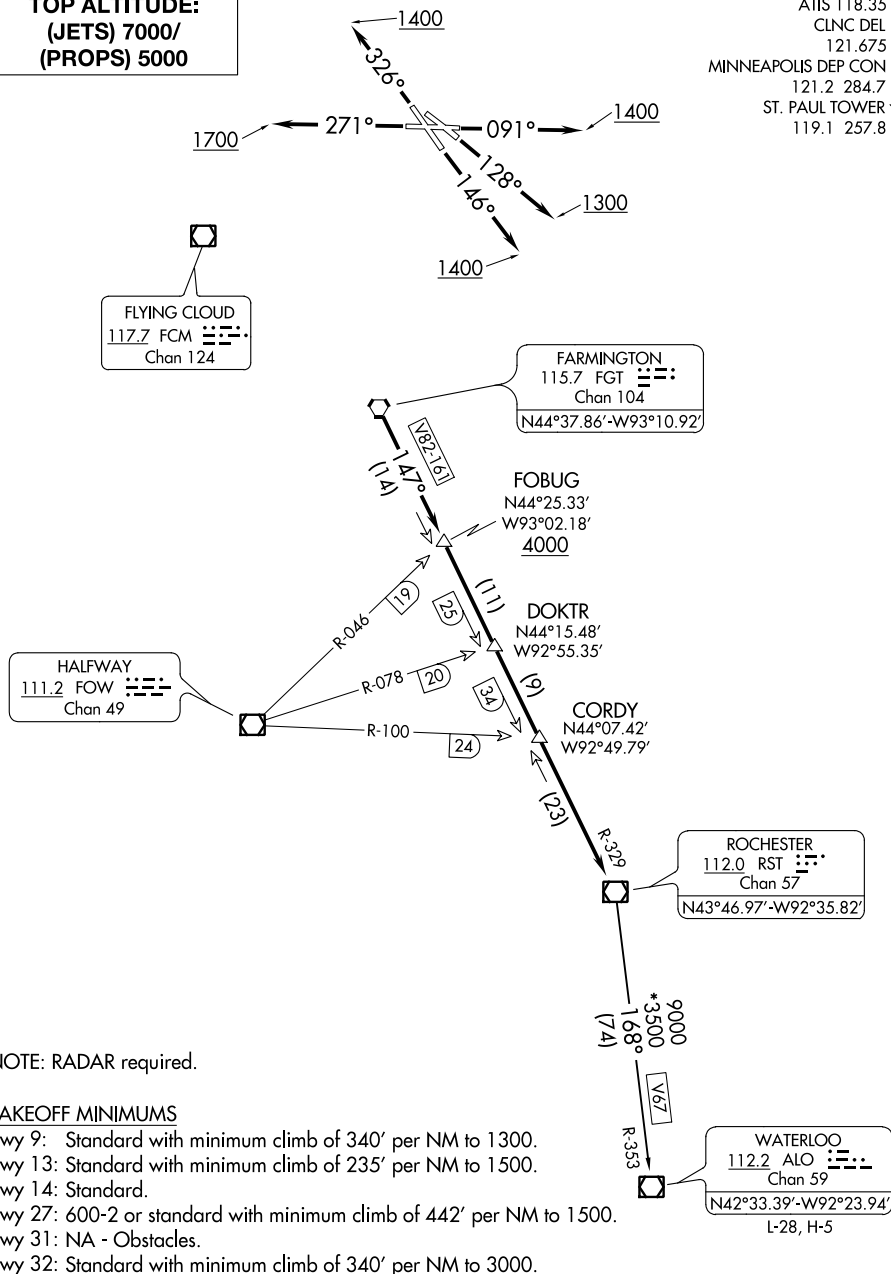 TOP ALTITUDE:
(JETS) 7000/
(PROPS) 5000
ATIS 118.35
CLNC DEL
121.675
MINNEAPOLIS DEP CON
121.2 284.7
ST. PAUL TOWER
119.1 257.8
1400
326°
1700
271°
091°
1400
128°
1300
146°
1400
FLYING CLOUD
117.7 FCM
Chan 124
FARMINGTON
115.7 FGT
Chan 104
N44°37.86'-W93°10.92'
V82-161
147°
(14)
FOBUG
N44°25.33'
W93°02.18'
4000
R-046
19
(11)
25
DOKTR
N44°15.48'
W92°55.35'
R-078
20
(9)
34
HALFWAY
111.2 FOW
Chan 49
R-100
24
CORDY
N44°07.42'
W92°49.79'
(23)
R-329
ROCHESTER
112.0 RST
Chan 57
N43°46.97'-W92°35.82'
9000
*3500
168°
(74)
V67
R-353
WATERLOO
112.2 ALO
Chan 59
N42°33.39'-W92°23.94'
L-28, H-5
NOTE: RADAR required.
AKEOFF MINIMUMS
wy 9: Standard with minimum climb of 340' per NM to 1300.
wy 13: Standard with minimum climb of 235' per NM to 1500.
wy 14: Standard.
wy 27: 600-2 or standard with minimum climb of 442' per NM to 1500.
wy 31: NA - Obstacles.
wy 32: Standard with minimum climb of 340' per NM to 3000.